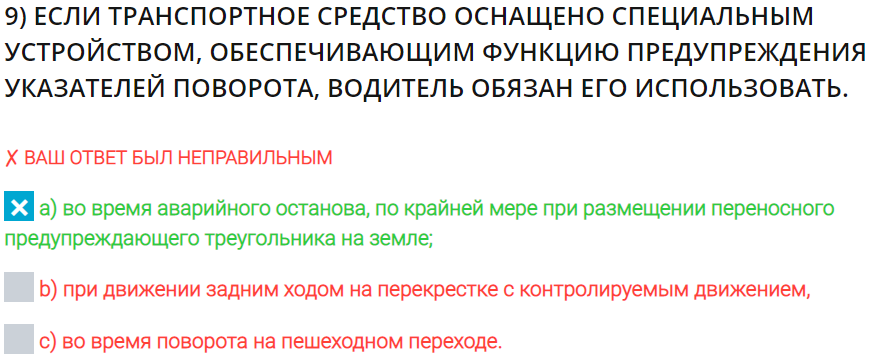 9) ЕСЛИ ТРАНСПОРТНОЕ СРЕДСТВО ОСНАЩЕНО СПЕЦИАЛЬНЫМ
УСТРОЙСТВОМ, ОБЕСПЕЧИВАЮЩИМ ФУНКЦИЮ ПРЕДУПРЕЖДЕНИЯ
УКАЗАТЕЛЕЙ ПОВОРОТА, ВОДИТЕЛЬ ОБЯЗАН ЕГО ИСПОЛЬЗОВАТЬ.
✗ ВАШ ОТВЕТ БЫЛ НЕПРАВИЛЬНЫМ
a) во время аварийного останова, по крайней мере при размещении переносного
предупреждающего треугольника на земле;
b) при движении задним ходом на перекрестке с контролируемым движением,
c) во время поворота на пешеходном переходе.